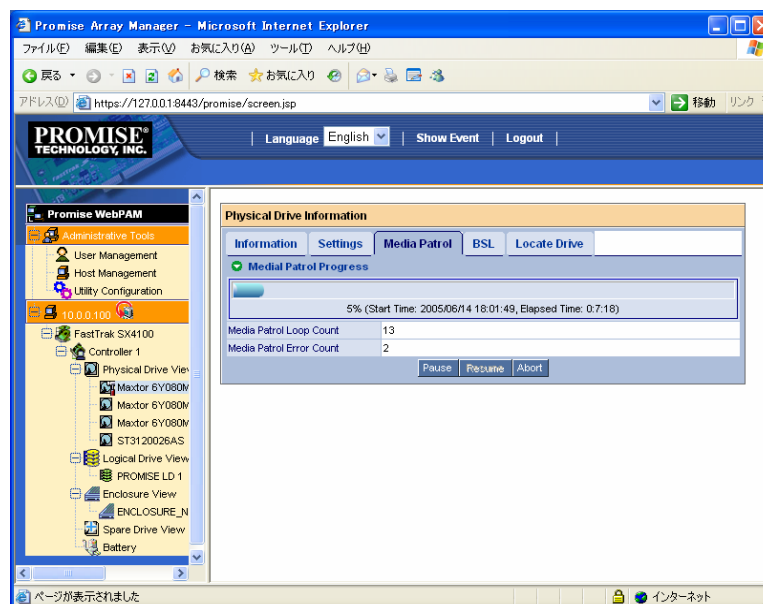 Promise Array Manager - Microsoft Internet Explorer
ファイル(F) 編集(E) 表示(V) お気に入り(A) ツール(T) ヘルプ(H)
戻る 検索 お気に入り
アドレス(D) https://127.0.0.1:8443/promise/screen.jsp 移動 リンク
PROMISE®
TECHNOLOGY, INC.
| Language English | Show Event | Logout |
Promise WebPAM
Administrative Tools
User Management
Host Management
Utility Configuration
10.0.0.100
FastTrak SX4100
Controller 1
Physical Drive View
Maxtor 6Y080M
Maxtor 6Y080M
Maxtor 6Y080M
ST3120026AS
Logical Drive View
PROMISE LD 1
Enclosure View
ENCLOSURE_N
Spare Drive View
Battery
Physical Drive Information
Information Settings Media Patrol BSL Locate Drive
Medial Patrol Progress
5% (Start Time: 2005/06/14 18:01:49, Elapsed Time: 0:7:18)
Media Patrol Loop Count 13
Media Patrol Error Count 2
Pause Resume Abort
ページが表示されました インターネット